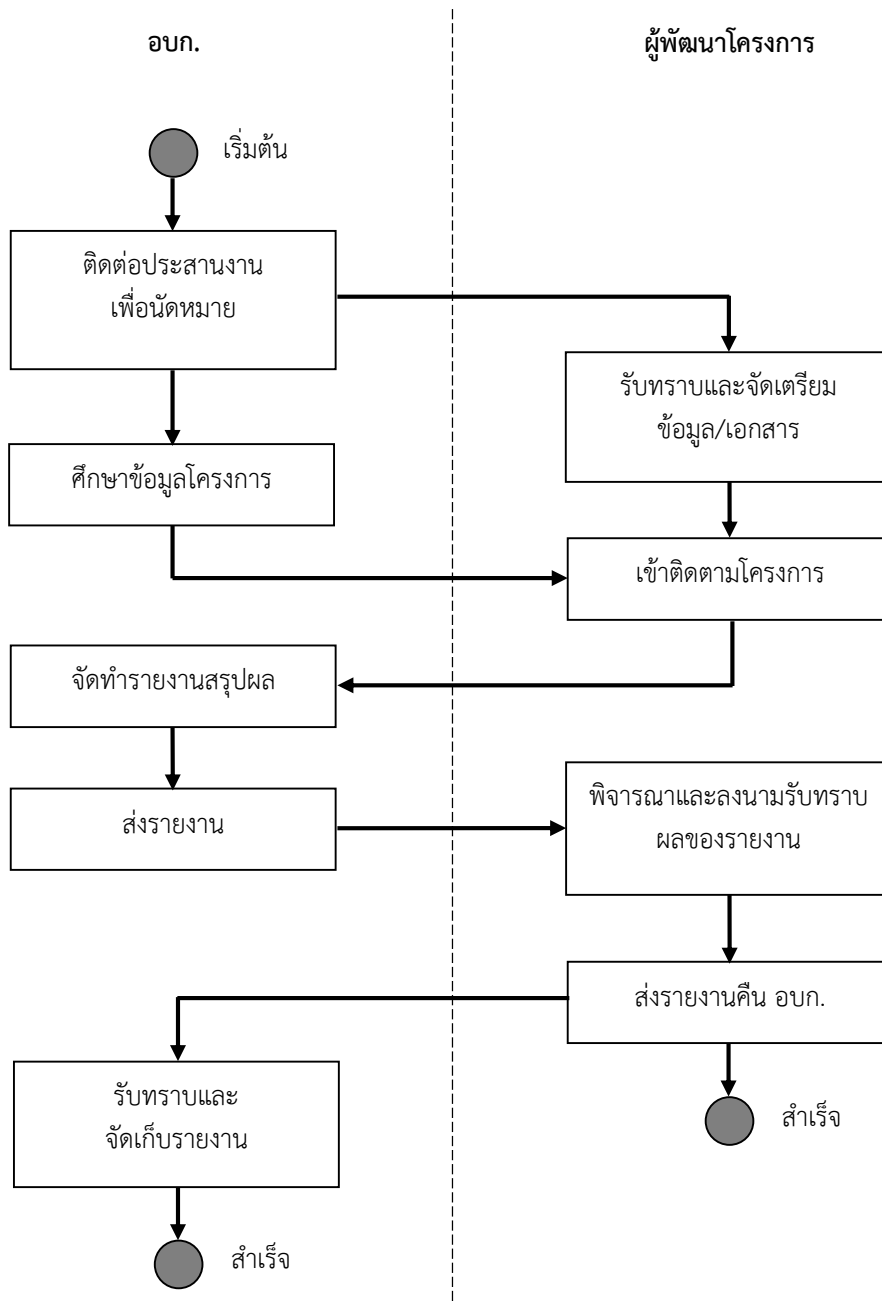 อบก.
ผู้พัฒนาโครงการ
เริ่มต้น
ติดต่อประสานงาน
เพื่อนัดหมาย
รับทราบและจัดเตรียม
ข้อมูล/เอกสาร
ศึกษาข้อมูลโครงการ
เข้าติดตามโครงการ
จัดทำรายงานสรุปผล
ส่งรายงาน
พิจารณาและลงนามรับทราบ
ผลของรายงาน
ส่งรายงานคืน อบก.
รับทราบและ
จัดเก็บรายงาน
สำเร็จ
สำเร็จ